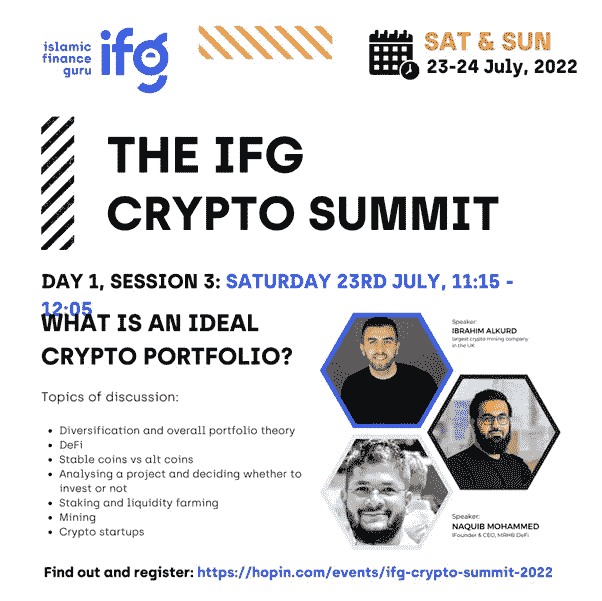 islamic
finance
guru
ifg
SAT & SUN
23-24 July, 2022
THE IFG
CRYPTO SUMMIT
DAY 1, SESSION 3: SATURDAY 23RD JULY, 11:15 -
12:05
WHAT IS AN IDEAL
CRYPTO PORTFOLIO?
Topics of discussion:
• Diversification and overall portfolio theory
• DeFi
• Stable coins vs alt coins
• Analysing a project and deciding whether to
invest or not
• Staking and liquidity farming
• Mining
• Crypto startups
Speaker:
IBRAHIM ALKURD
largest crypto mining company
in the UK
Speaker:
NAQUIB MOHAMMED
Founder & CEO, MRHB DeFi
Find out and register: https://hopin.com/events/ifg-crypto-summit-2022